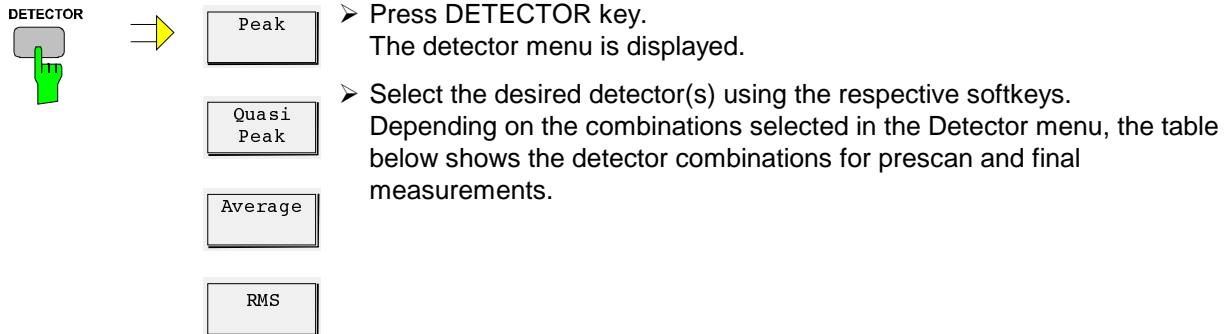 DETECTOR
Peak
Quasi
Peak
Average
RMS
➢ Press DETECTOR key.
The detector menu is displayed.
➢ Select the desired detector(s) using the respective softkeys.
Depending on the combinations selected in the Detector menu, the table
below shows the detector combinations for prescan and final
measurements.